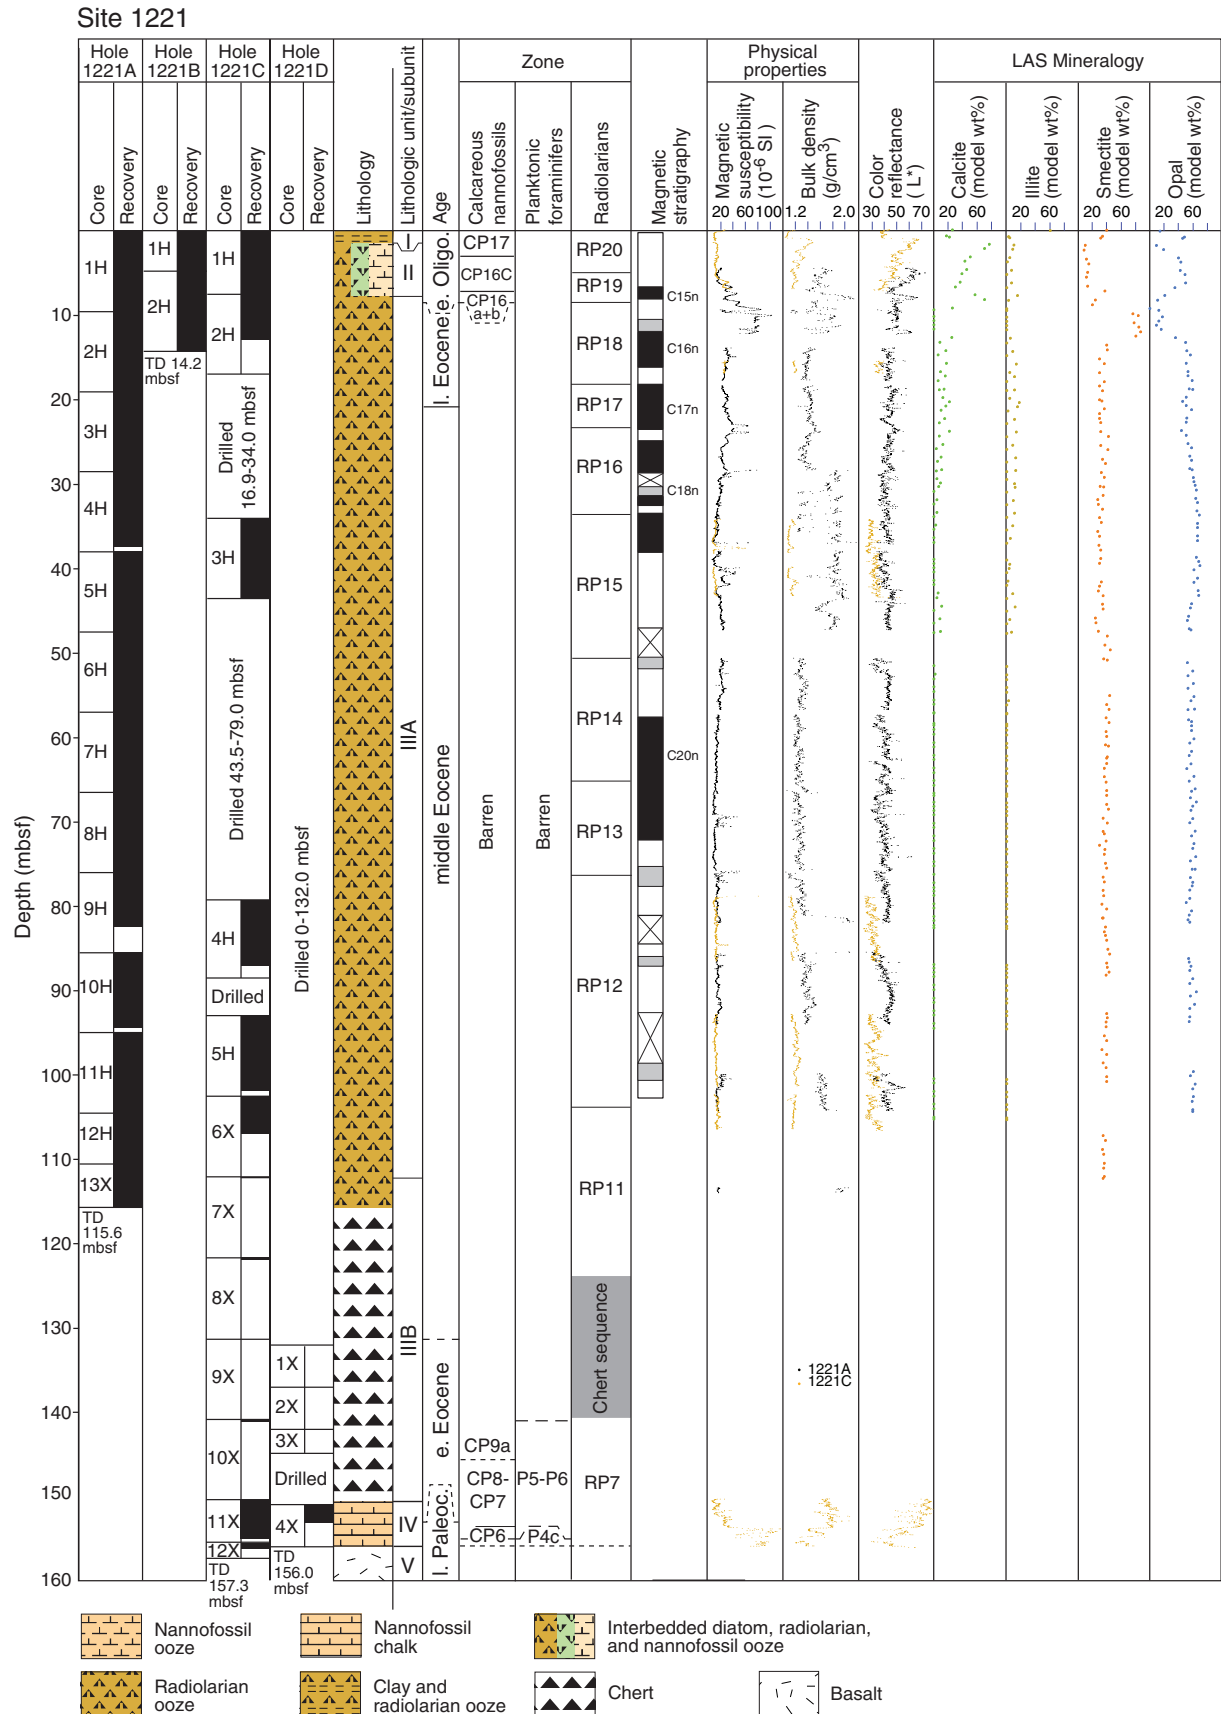 Site 1221
Hole 1221A
Hole 1221B
Hole 1221C
Hole 1221D
Zone
Physical properties
LAS Mineralogy
Core
Recovery
Core
Recovery
Core
Recovery
Core
Recovery
Lithology
Lithologic unit/subunit
Age
Calcareous nannofossils
Planktonic foraminifers
Radiolarians
Magnetic stratigraphy
Magnetic susceptibility (10-6 SI)
Bulk density (g/cm3)
Color reflectance (L*)
Calcite (model wt%)
Illite (model wt%)
Smectite (model wt%)
Opal (model wt%)
20 60 100
1.2 2.0
30 50 70
20 60
20 60
20 60
20 60
Depth (mbsf)
10
20
30
40
50
60
70
80
90
100
110
120
130
140
150
160
1H
2H
3H
4H
5H
6H
7H
8H
9H
10H
11H
12H
13X
TD
115.6
mbsf
1H
2H
TD 14.2
mbsf
1H
2H
Drilled
16.9-34.0 mbsf
3H
Drilled 43.5-79.0 mbsf
4H
Drilled
5H
6X
7X
8X
9X
10X
11X
12X
TD
157.3
mbsf
Drilled 0-132.0 mbsf
1X
2X
3X
Drilled
4X
TD
156.0
mbsf
I
II
IIIA
IIIB
IV
V
e. Oligo.
l. Eocene
middle Eocene
e. Eocene
l. Paleoc.
CP17
CP16C
CP16
a+b
Barren
CP9a
CP8-
CP7
CP6
Barren
P5-P6
P4c
RP20
RP19
RP18
RP17
RP16
RP15
RP14
RP13
RP12
RP11
Chert sequence
RP7
C15n
C16n
C17n
C18n
C20n
1221A
1221C
Nannofossil
ooze
Nannofossil
chalk
Interbedded diatom, radiolarian,
and nannofossil ooze
Radiolarian
ooze
Clay and
radiolarian ooze
Chert
Basalt